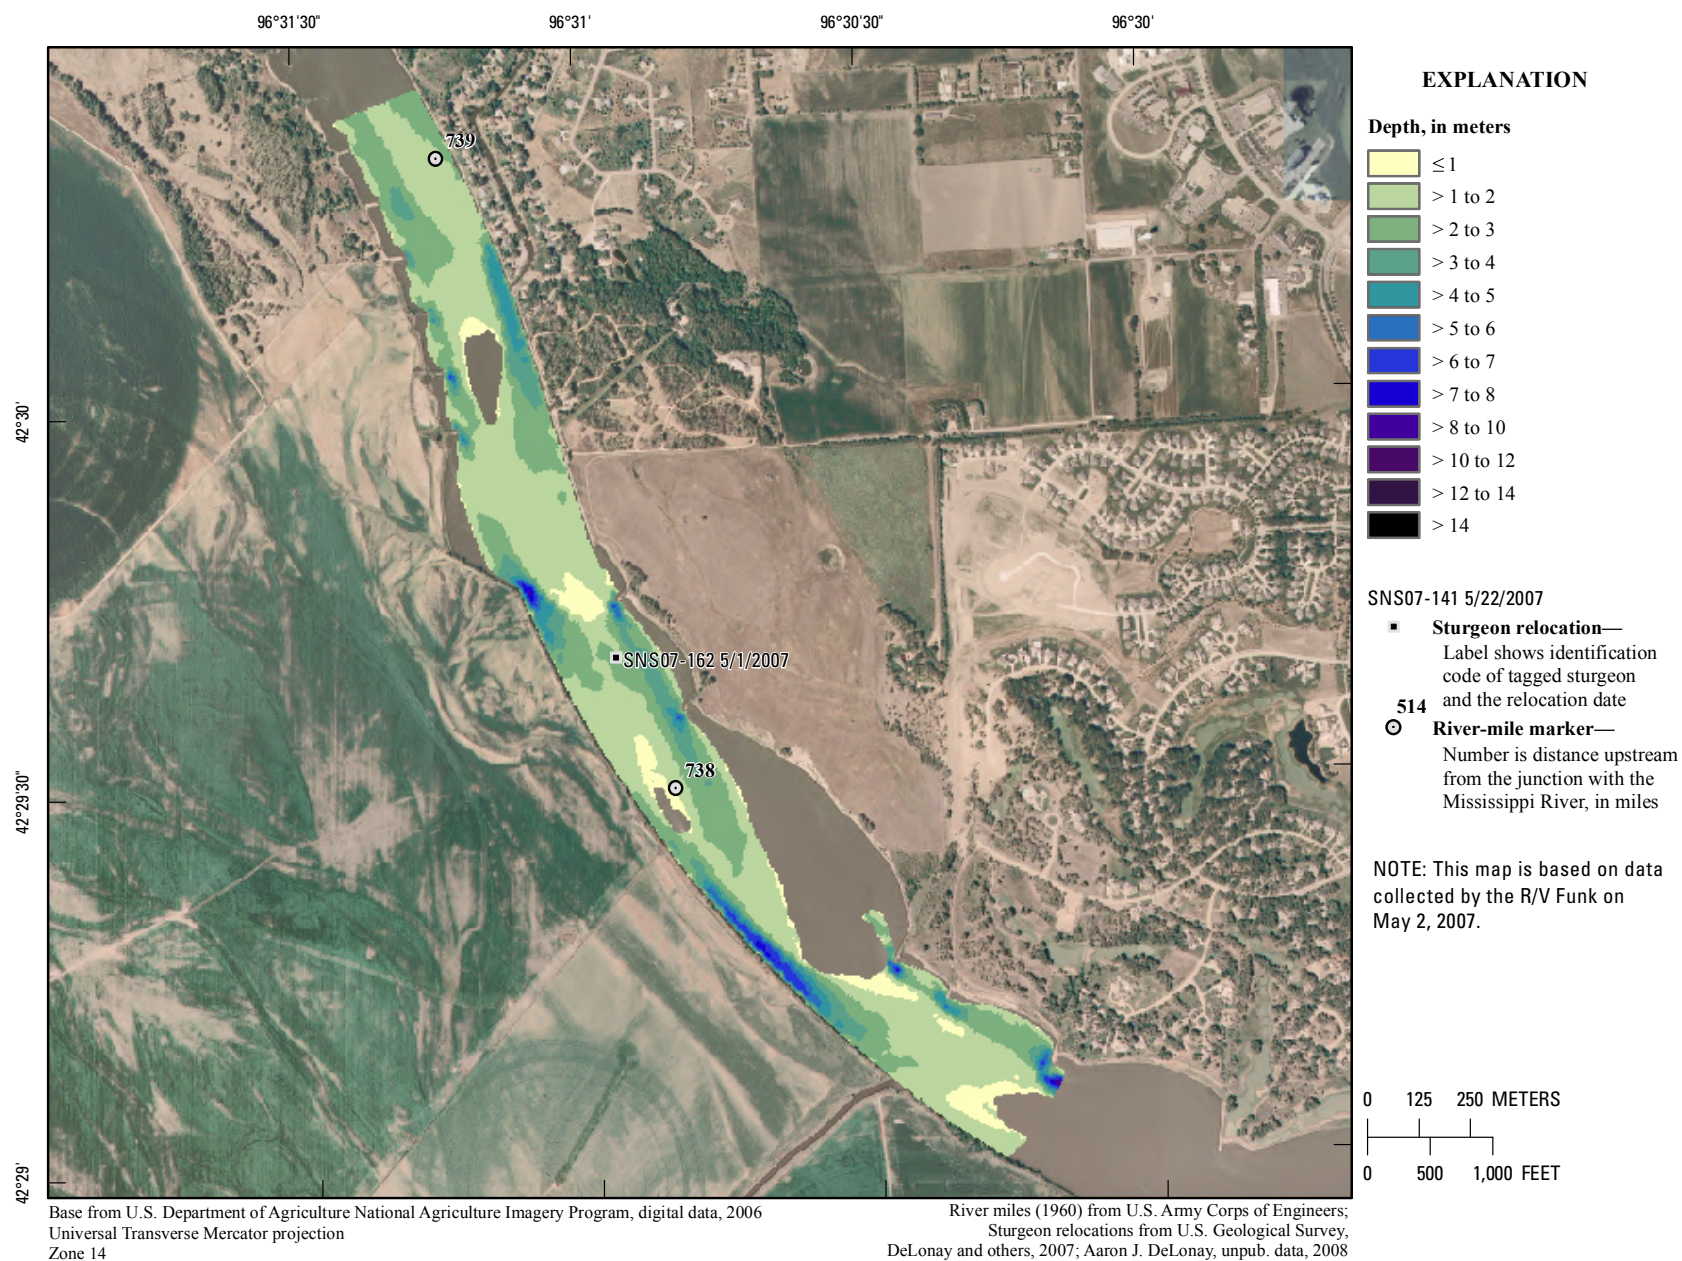 96°31'30"
96°31'
96°30'30"
96°30'
42°30'
42°29'30"
42°29'
739
SNS07-162 5/1/2007
738
EXPLANATION
Depth, in meters
≤ 1
> 1 to 2
> 2 to 3
> 3 to 4
> 4 to 5
> 5 to 6
> 6 to 7
> 7 to 8
> 8 to 10
> 10 to 12
> 12 to 14
> 14
SNS07-141 5/22/2007
Sturgeon relocation—
Label shows identification
code of tagged sturgeon
and the relocation date
514
River-mile marker—
Number is distance upstream
from the junction with the
Mississippi River, in miles
NOTE: This map is based on data
collected by the R/V Funk on
May 2, 2007.
0 125 250 METERS
0 500 1,000 FEET
Base from U.S. Department of Agriculture National Agriculture Imagery Program, digital data, 2006
Universal Transverse Mercator projection
Zone 14
River miles (1960) from U.S. Army Corps of Engineers;
Sturgeon relocations from U.S. Geological Survey,
DeLonay and others, 2007; Aaron J. DeLonay, unpub. data, 2008